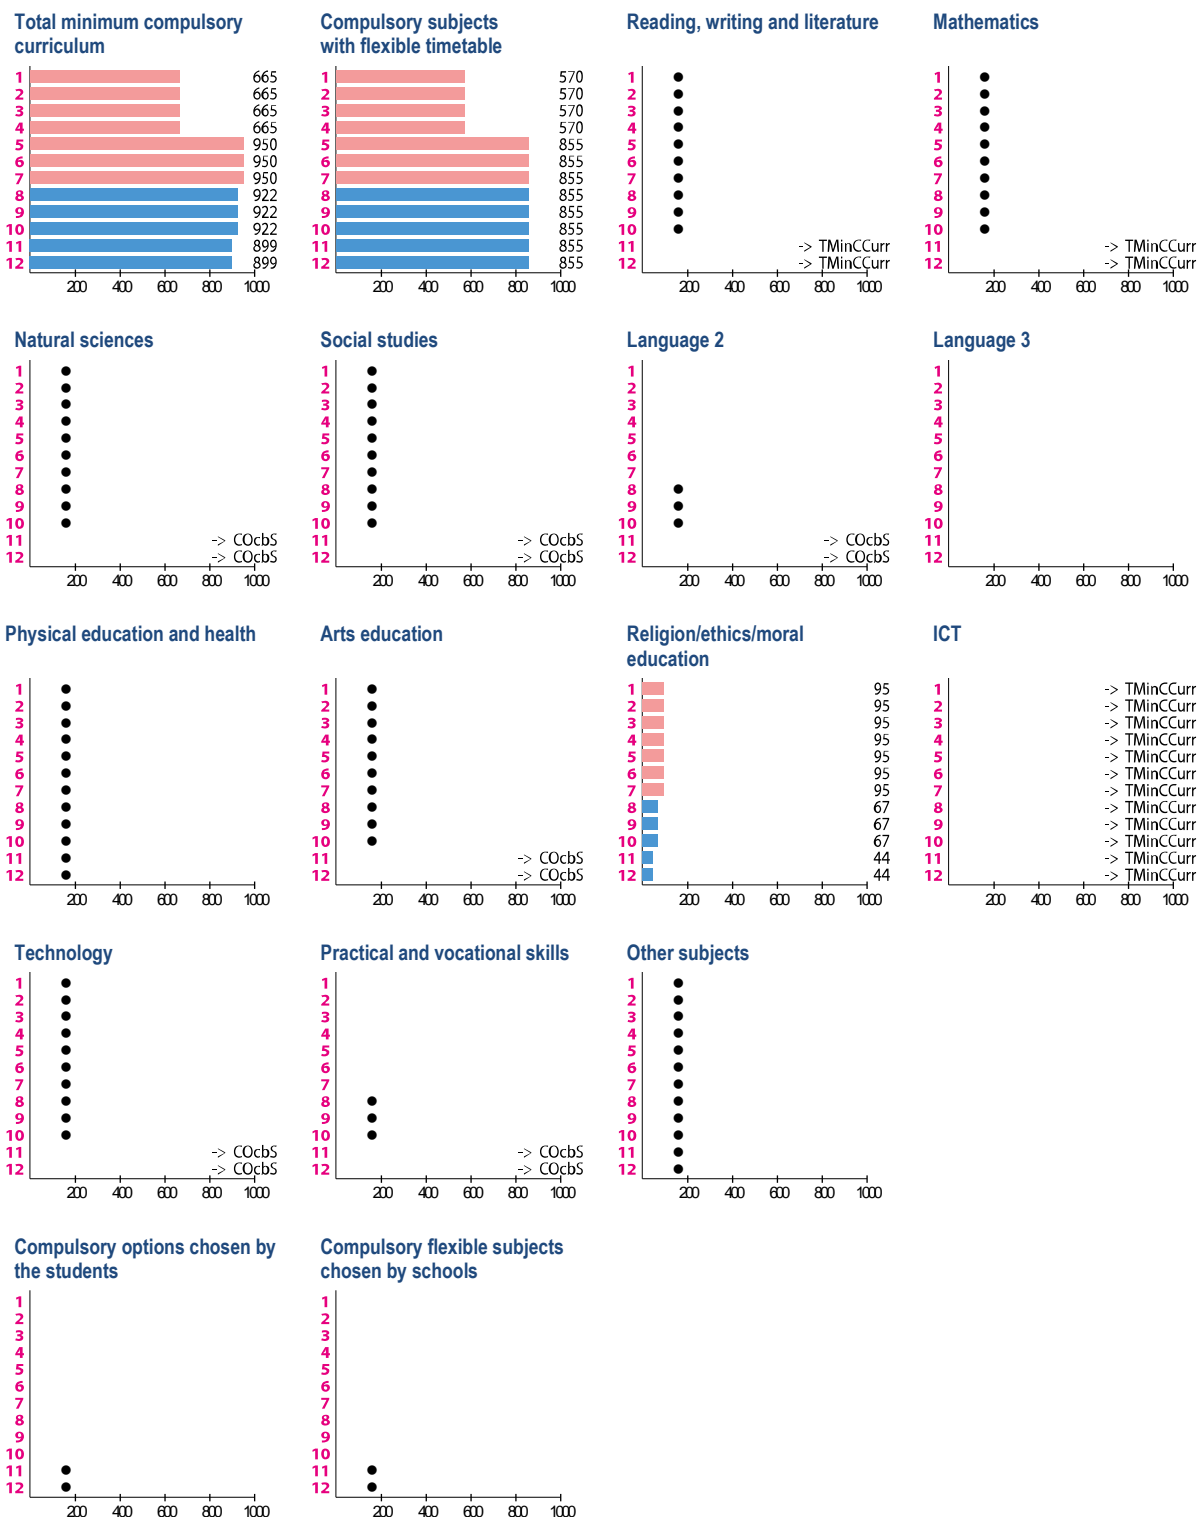 Total minimum compulsory
curriculum
1 665
2 665
3 665
4 665
5 950
6 950
7 950
8 922
9 922
10 922
11 899
12 899
200 400 600 800 1000
Compulsory subjects
with flexible timetable
1 570
2 570
3 570
4 570
5 855
6 855
7 855
8 855
9 855
10 855
11 855
12 855
200 400 600 800 1000
Reading, writing and literature
1
2
3
4
5
6
7
8
9
10
11 -> TMinCCurr
12 -> TMinCCurr
200 400 600 800 1000
Mathematics
1
2
3
4
5
6
7
8
9
10
11 -> TMinCCurr
12 -> TMinCCurr
200 400 600 800 1000
Natural sciences
1
2
3
4
5
6
7
8
9
10
11 -> COcbS
12 -> COcbS
200 400 600 800 1000
Social studies
1
2
3
4
5
6
7
8
9
10
11 -> COcbS
12 -> COcbS
200 400 600 800 1000
Language 2
1
2
3
4
5
6
7
8
9
10
11 -> COcbS
12 -> COcbS
200 400 600 800 1000
Language 3
1
2
3
4
5
6
7
8
9
10
11
12
200 400 600 800 1000
Physical education and health
1
2
3
4
5
6
7
8
9
10
11
12
200 400 600 800 1000
Arts education
1
2
3
4
5
6
7
8
9
10
11 -> COcbS
12 -> COcbS
200 400 600 800 1000
Religion/ethics/moral
education
1 95
2 95
3 95
4 95
5 95
6 95
7 95
8 67
9 67
10 67
11 44
12 44
200 400 600 800 1000
ICT
1 -> TMinCCurr
2 -> TMinCCurr
3 -> TMinCCurr
4 -> TMinCCurr
5 -> TMinCCurr
6 -> TMinCCurr
7 -> TMinCCurr
8 -> TMinCCurr
9 -> TMinCCurr
10 -> TMinCCurr
11 -> TMinCCurr
12 -> TMinCCurr
200 400 600 800 1000
Technology
1
2
3
4
5
6
7
8
9
10
11 -> COcbS
12 -> COcbS
200 400 600 800 1000
Practical and vocational skills
1
2
3
4
5
6
7
8
9
10
11 -> COcbS
12 -> COcbS
200 400 600 800 1000
Other subjects
1
2
3
4
5
6
7
8
9
10
11
12
200 400 600 800 1000
Compulsory options chosen by
the students
1
2
3
4
5
6
7
8
9
10
11
12
200 400 600 800 1000
Compulsory flexible subjects
chosen by schools
1
2
3
4
5
6
7
8
9
10
11
12
200 400 600 800 1000